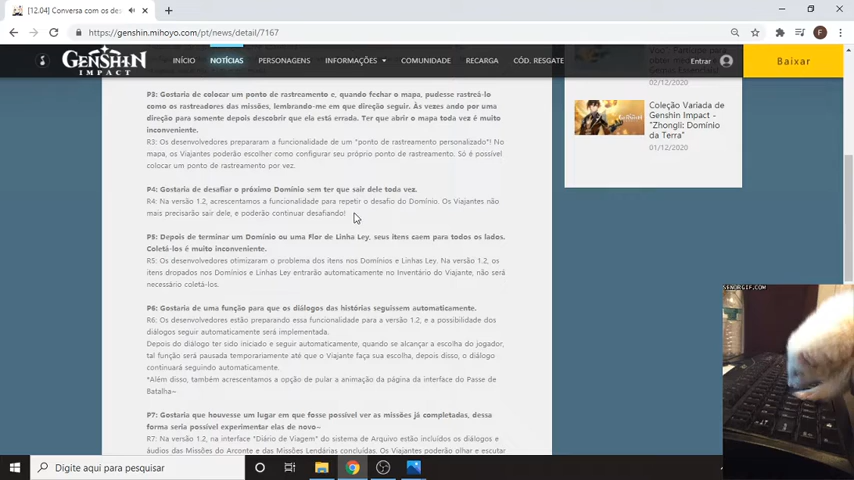 [12.04] Conversa com os de:
https://genshin.mihoyo.com/pt/news/detail/7167
F
GENSHIN
IMPACT
INÍCIO
NOTÍCIAS
PERSONAGENS
INFORMAÇÕES
COMUNIDADE
RECARGA
CÓD. RESGATE
Entrar
Baixar
P3: Gostaria de colocar um ponto de rastreamento e, quando fechar o mapa, pudesse rastreá-lo
como os rastreadores das missões, lembrando-me em que direção seguir. Às vezes ando por uma
direção para somente depois descobrir que ela está errada. Ter que abrir o mapa toda vez é muito
inconveniente.
R3: Os desenvolvedores prepararam a funcionalidade de um "ponto de rastreamento personalizado"! No
mapa, os Viajantes poderão escolher como configurar seu próprio ponto de rastreamento. Só é possível
colocar um ponto de rastreamento por vez.
P4: Gostaria de desafiar o próximo Domínio sem ter que sair dele toda vez.
R4: Na versão 1.2, acrescentamos a funcionalidade para repetir o desafio do Domínio. Os Viajantes não
mais precisarão sair dele, e poderão continuar desafiando!
P5: Depois de terminar um Domínio ou uma Flor de Linha Ley, seus itens caem para todos os lados.
Coletá-los é muito inconveniente.
R5: Os desenvolvedores otimizaram o problema dos itens nos Domínios e Linhas Ley. Na versão 1.2, os
itens dropados nos Domínios e Linhas Ley entrarão automaticamente no Inventário do Viajante, não será
necessário coletá-los.
P6: Gostaria de uma função para que os diálogos das histórias seguissem automaticamente.
R6: Os desenvolvedores estão preparando essa funcionalidade para a versão 1.2, e a possibilidade dos
diálogos seguir automaticamente será implementada.
Depois do diálogo ter sido iniciado e seguir automaticamente, quando se alcançar a escolha do jogador,
tal função será pausada temporariamente até que o Viajante faça sua escolha, depois disso, o diálogo
continuará seguindo automaticamente.
*Além disso, também acrescentamos a opção de pular a animação da página da interface do Passe de
Batalha~
P7: Gostaria que houvesse um lugar em que fosse possível ver as missões já completadas, dessa
forma seria possível experimentar elas de novo~
R7: Na versão 1.2, na interface "Diário de Viagem" do sistema de Arquivo estão incluídos os diálogos e
áudios das Missões do Arconte e das Missões Lendárias concluídas. Os Viajantes poderão olhar e escutar
02/12/2020
Coleção Variada de
Genshin Impact -
"Zhongli: Domínio
da Terra"
01/12/2020
SENORGIF.COM
Digite aqui para pesquisar